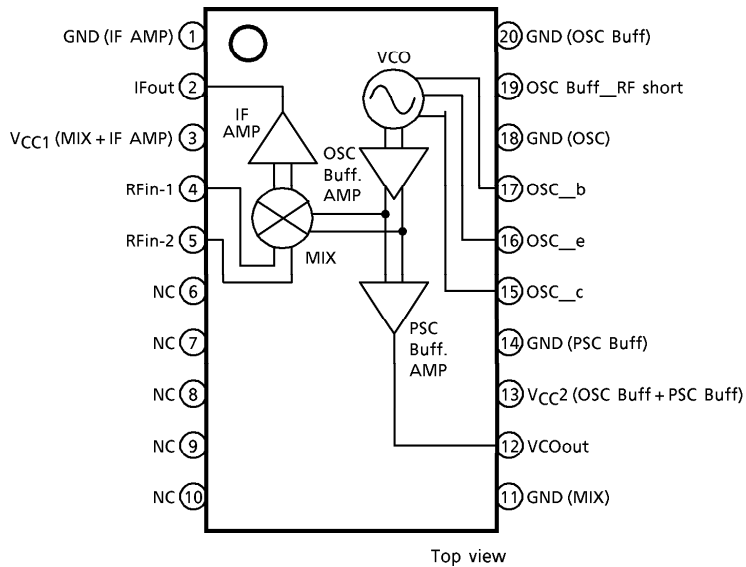 GND (IF AMP) 1
IFout 2
VCC1 (MIX + IF AMP) 3
RFin-1 4
RFin-2 5
NC 6
NC 7
NC 8
NC 9
NC 10
VCO
IF
AMP
OSC
Buff.
AMP
MIX
PSC
Buff.
AMP
20 GND (OSC Buff)
19 OSC Buff__RF short
18 GND (OSC)
17 OSC__b
16 OSC__e
15 OSC__c
14 GND (PSC Buff)
13 VCC2 (OSC Buff + PSC Buff)
12 VCOout
11 GND (MIX)
Top view